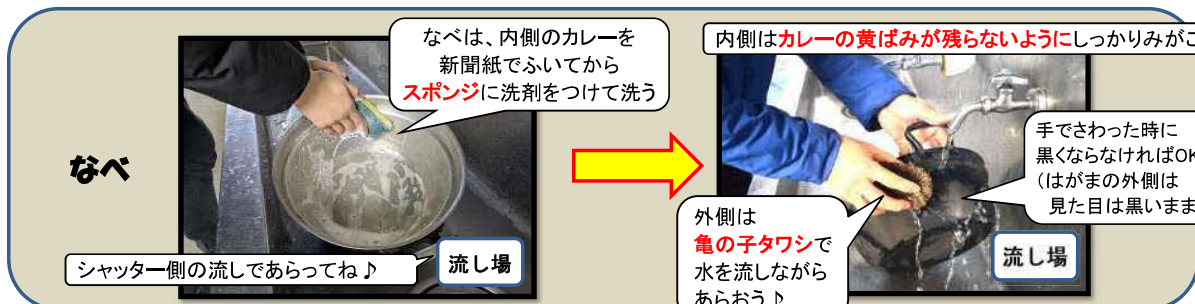 なべ
なべは、内側のカレーを
新聞紙でふいてから
スポンジに洗剤をつけて洗う
シャッター側の流しであらってね♪
流し場
内側はカレーの黄ばみが残らないようにしっかりみがこ
手でさわった時に
黒くならなければOK
(はがまの外側は
見た目は黒いまま
外側は
亀の子タワシで
水を流しながら
あらおう♪
流し場